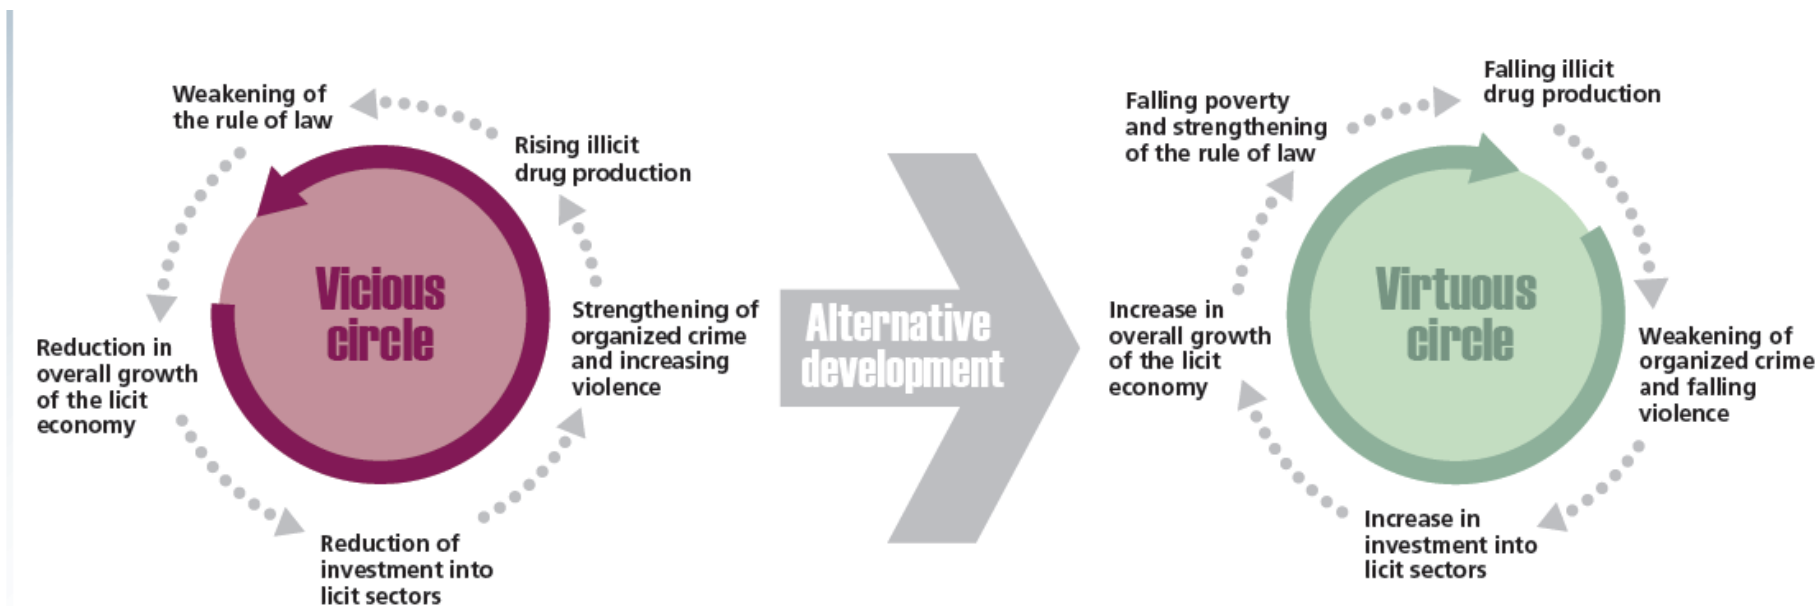 Weakening of
the rule of law
Rising illicit
drug production
Vicious
circle
Strengthening of
organized crime
and increasing
violence
Reduction in
overall growth
of the licit
economy
Reduction of
investment into
licit sectors
Alternative
development
Falling illicit
drug production
Falling poverty
and strengthening
of the rule of law
Virtuous
circle
Increase in
overall growth
of the licit
economy
Weakening of
organized crime
and falling
violence
Increase in
investment into
licit sectors